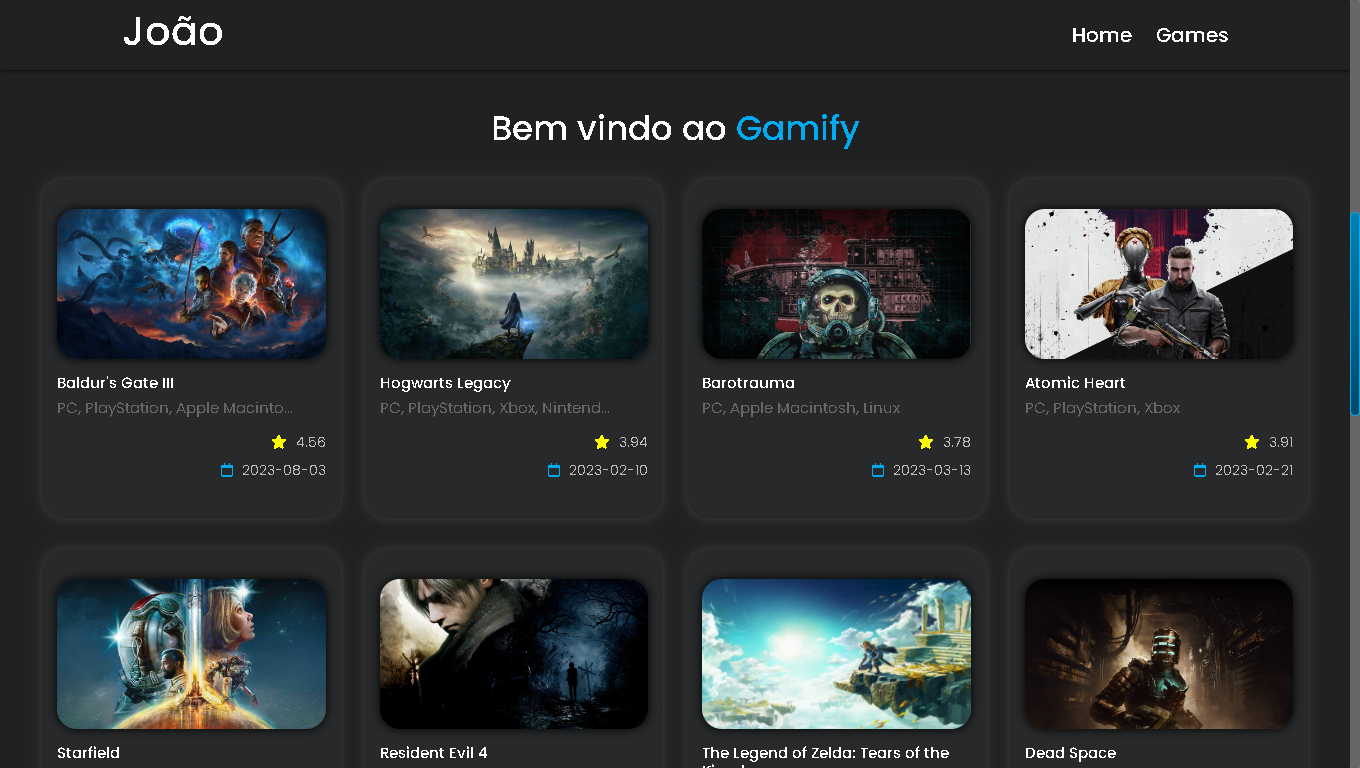 João
Home Games
Bem vindo ao Gamify
Baldur's Gate III
PC, PlayStation, Apple Macinto...
4.56
2023-08-03
Hogwarts Legacy
PC, PlayStation, Xbox, Nintend...
3.94
2023-02-10
Barotrauma
PC, Apple Macintosh, Linux
3.78
2023-03-13
Atomic Heart
PC, PlayStation, Xbox
3.91
2023-02-21
Starfield
Resident Evil 4
The Legend of Zelda: Tears of the
Dead Space